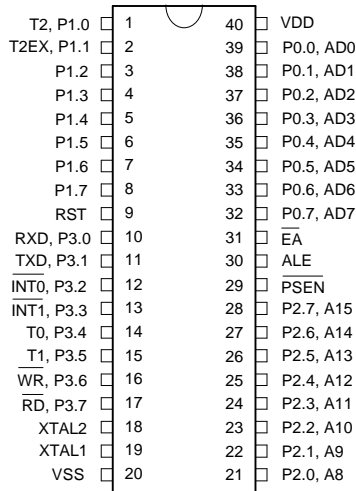 T2, P1.0 1 40 VDD
T2EX, P1.1 2 39 P0.0, AD0
P1.2 3 38 P0.1, AD1
P1.3 4 37 P0.2, AD2
P1.4 5 36 P0.3, AD3
P1.5 6 35 P0.4, AD4
P1.6 7 34 P0.5, AD5
P1.7 8 33 P0.6, AD6
RST 9 32 P0.7, AD7
RXD, P3.0 10 31 E̅A̅
TXD, P3.1 11 30 ALE
I̅N̅T̅0̅, P3.2 12 29 P̅S̅E̅N̅
I̅N̅T̅1̅, P3.3 13 28 P2.7, A15
T0, P3.4 14 27 P2.6, A14
T1, P3.5 15 26 P2.5, A13
W̅R̅, P3.6 16 25 P2.4, A12
R̅D̅, P3.7 17 24 P2.3, A11
XTAL2 18 23 P2.2, A10
XTAL1 19 22 P2.1, A9
VSS 20 21 P2.0, A8